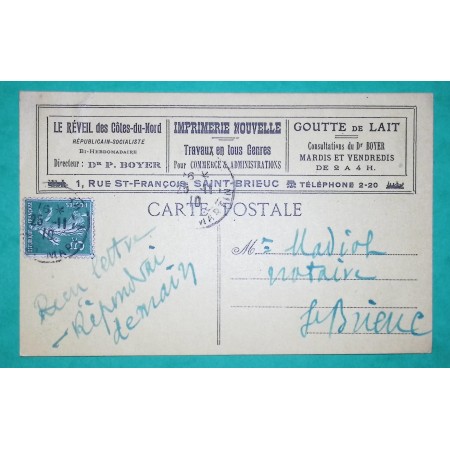 LE RÉVEIL des Côtes-du-Nord
RÉPUBLICAIN-SOCIALISTE
BI-HEBDOMADAIRE
Directeur : DR P. BOYER
IMPRIMERIE NOUVELLE
Travaux en tous Genres
Pour COMMERCE & ADMINISTRATIONS
GOUTTE DE LAIT
Consultations du Dr BOYER
MARDIS ET VENDREDIS
DE 2 A 4 H.
1, RUE ST-FRANÇOIS, SAINT-BRIEUC
TÉLÉPHONE 2-20
CARTE POSTALE
Me Madiot
notaire
St Brieuc
Reçu lettre
Répondrai
demain